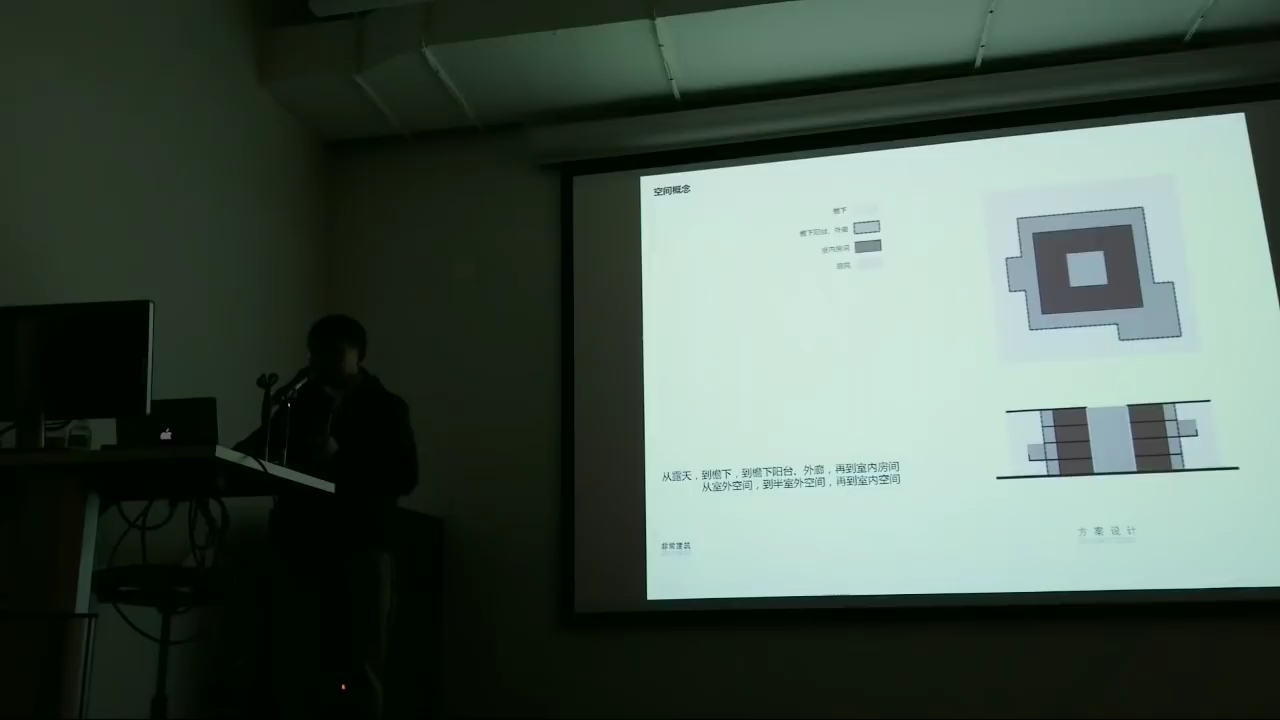 空间概念
檐下
檐下阳台、外廊
室内房间
庭院
从露天，到檐下，到檐下阳台、外廊，再到室内房间
从室外空间，到半室外空间，再到室内空间
非常建筑
方案设计